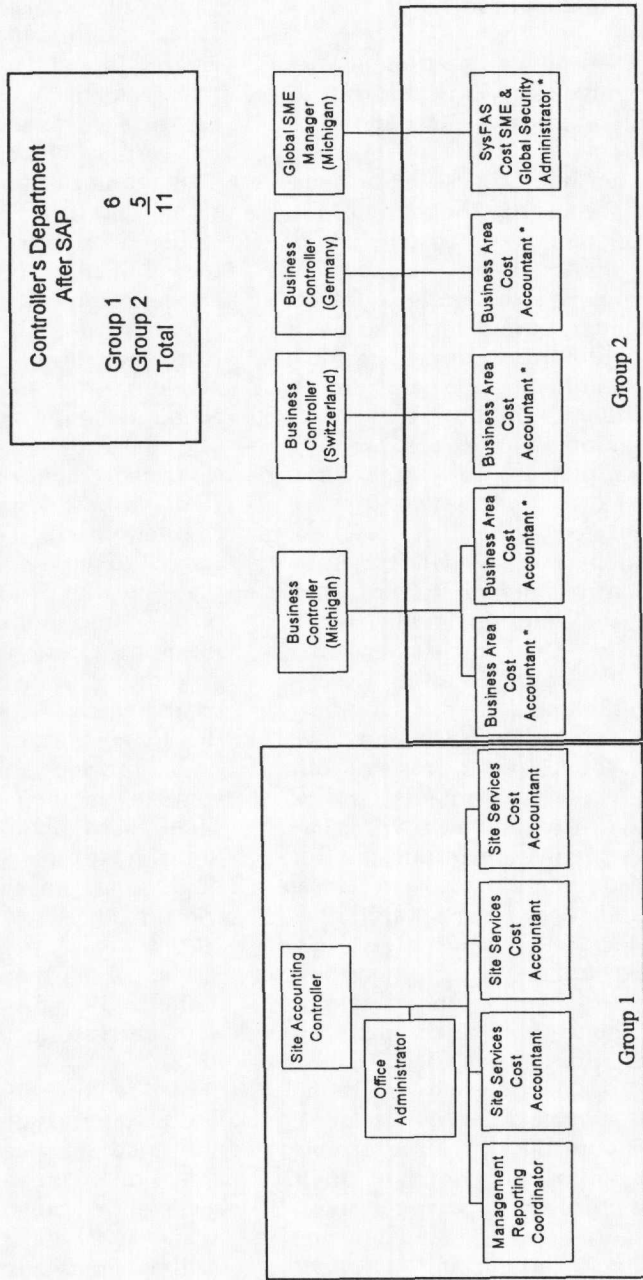 Controller's Department
After SAP
Group 1 6
Group 2 5
Total 11
Site Accounting
Controller
Office
Administrator
Management
Reporting
Coordinator
Site Services
Cost
Accountant
Site Services
Cost
Accountant
Site Services
Cost
Accountant
Group 1
Business
Controller
(Michigan)
Business
Controller
(Switzerland)
Business
Controller
(Germany)
Global SME
Manager
(Michigan)
Business Area
Cost
Accountant *
Business Area
Cost
Accountant *
Business Area
Cost
Accountant *
Business Area
Cost
Accountant *
SysFAS
Cost SME &
Global Security
Administrator *
Group 2